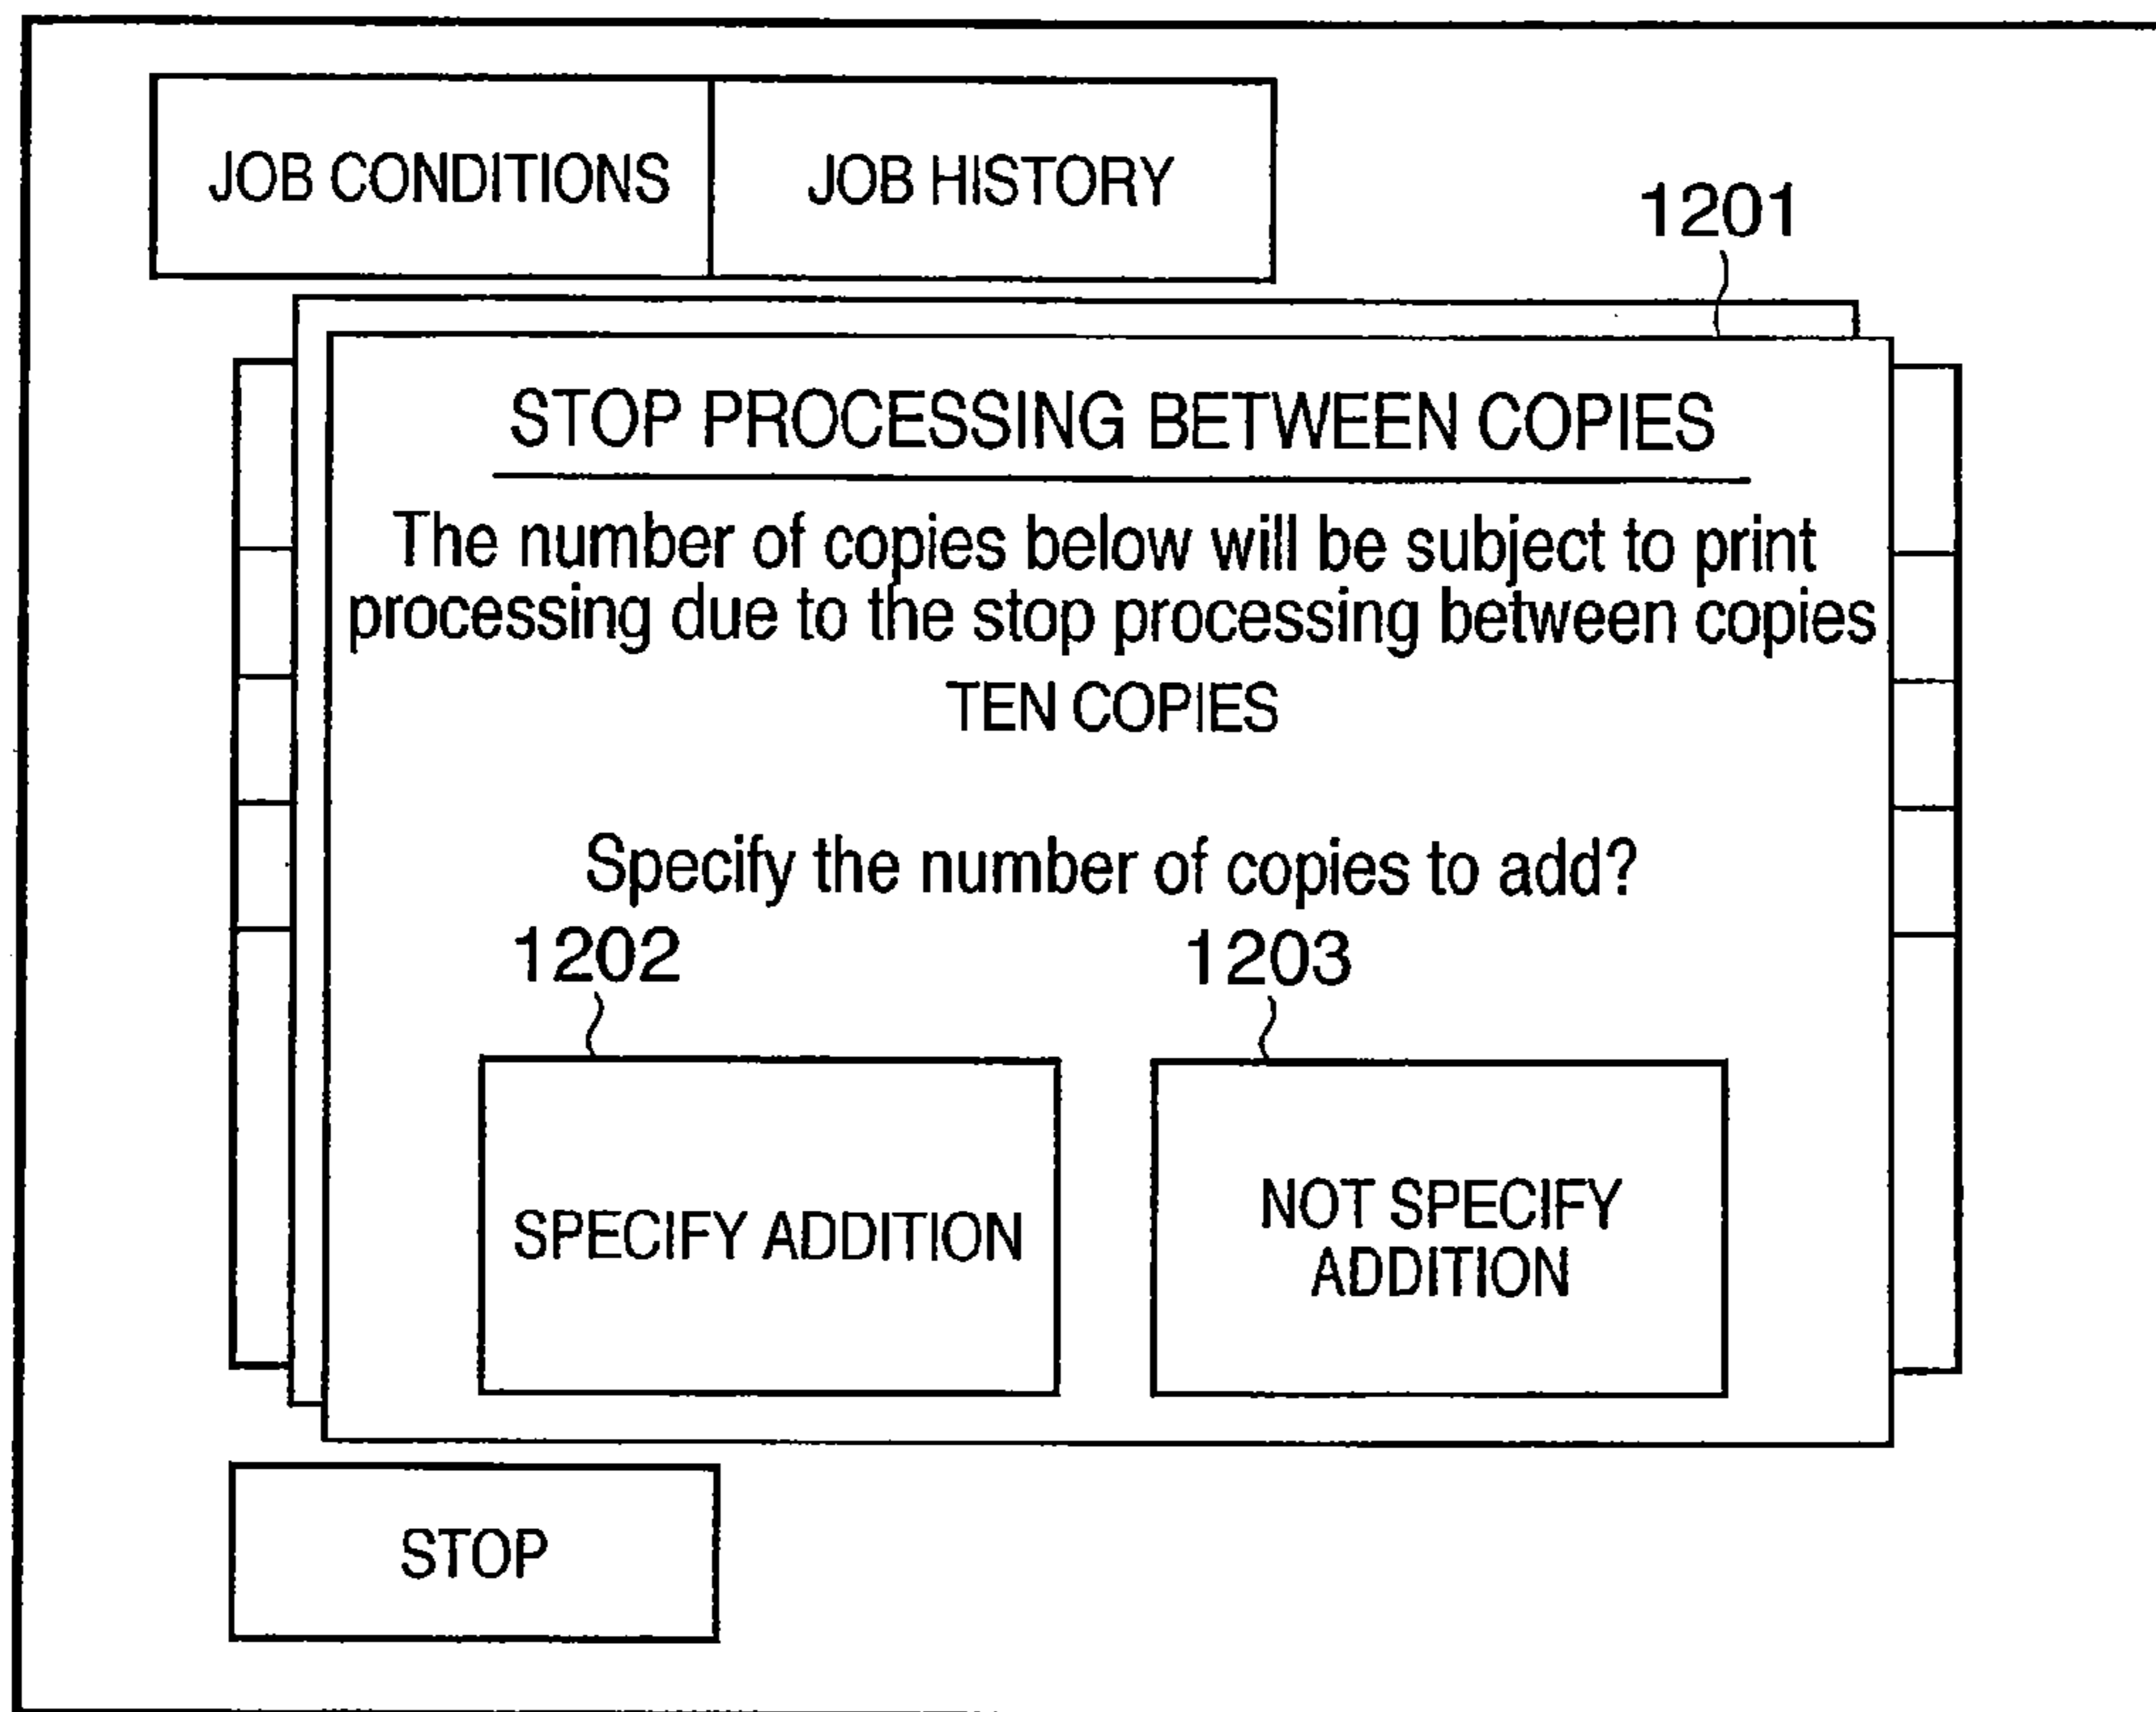 JOB CONDITIONS
JOB HISTORY
1201
STOP PROCESSING BETWEEN COPIES
The number of copies below will be subject to print
processing due to the stop processing between copies
TEN COPIES
Specify the number of copies to add?
1202
1203
SPECIFY ADDITION
NOT SPECIFY
ADDITION
STOP